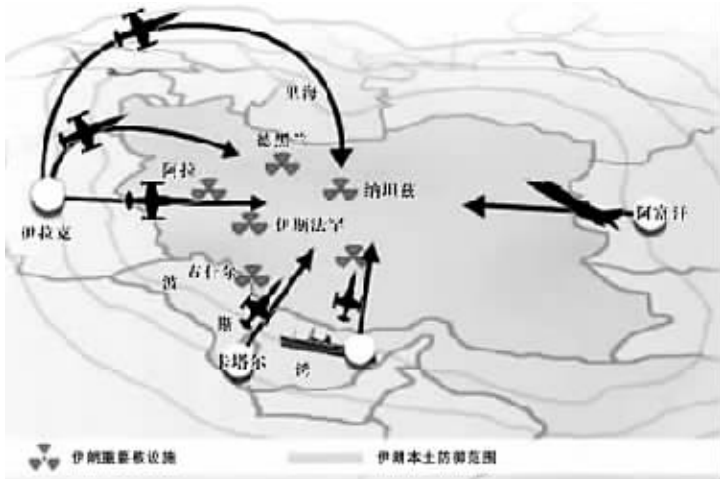 里海
德黑兰
阿拉
纳坦兹
伊拉克
伊斯法罕
阿富汗
布什尔
波
斯
湾
卡塔尔
伊朗重要核设施
伊朗本土防御范围